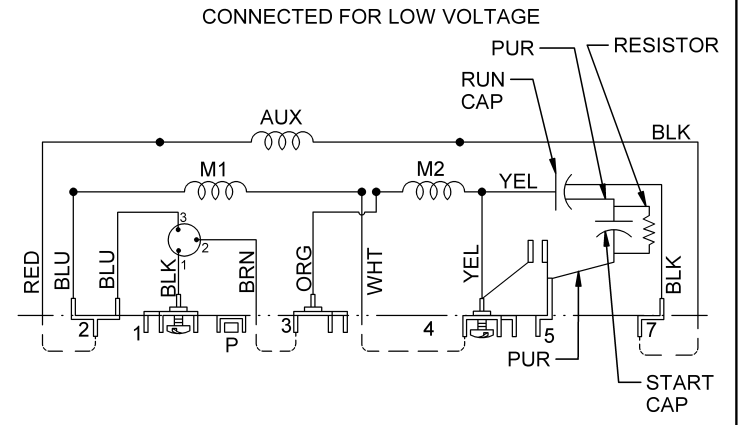 CONNECTED FOR LOW VOLTAGE
PUR
RESISTOR
RUN
CAP
AUX
BLK
M1
M2
YEL
3
2
1
RED
BLU
BLU
BLK
BRN
ORG
WHT
YEL
BLK
2
1
P
3
4
5
7
PUR
START
CAP